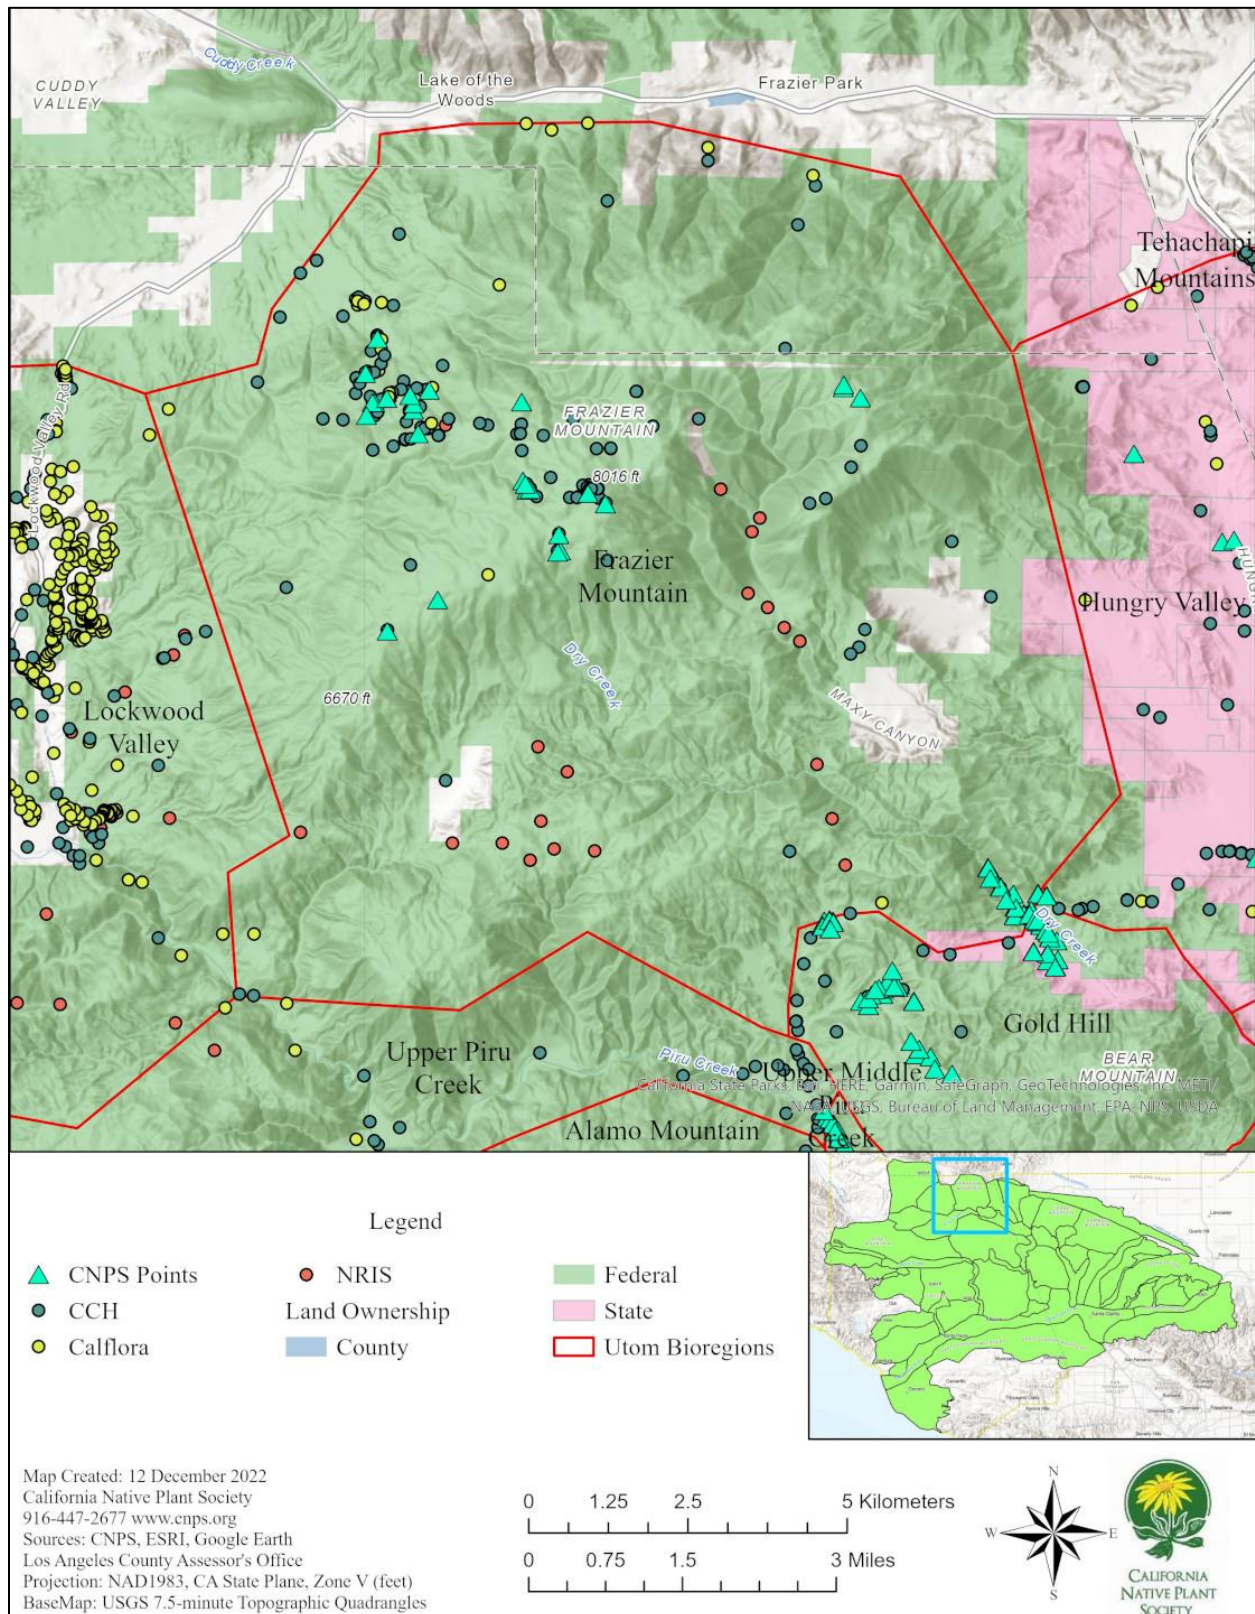 Cuddy Creek
CUDDY
VALLEY
Lake of the
Woods
Frazier Park
Tehachapi
Mountains
Lockwood Valley Rd
FRAZIER
MOUNTAIN
8016 ft
Frazier
Mountain
Hungry Valley
Dry Creek
6670 ft
MAXY CANYON
Lockwood
Valley
Dry Creek
Gold Hill
Upper Piru
Creek
Piru Creek
Upper Middle
Piru
Creek
BEAR
MOUNTAIN
Alamo Mountain
California State Parks, Esri, HERE, Garmin, SafeGraph, GeoTechnologies, Inc, METI/
NASA, USGS, Bureau of Land Management, EPA, NPS, USDA
Legend
CNPS Points
NRIS
Federal
CCH
Land Ownership
State
Calflora
County
Utom Bioregions
Map Created: 12 December 2022
California Native Plant Society
916-447-2677 www.cnps.org
Sources: CNPS, ESRI, Google Earth
Los Angeles County Assessor's Office
Projection: NAD1983, CA State Plane, Zone V (feet)
BaseMap: USGS 7.5-minute Topographic Quadrangles
0 1.25 2.5 5 Kilometers
0 0.75 1.5 3 Miles
N
W E
S
CALIFORNIA
NATIVE PLANT
SOCIETY